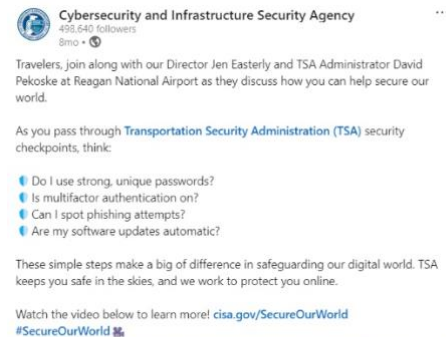 Cybersecurity and Infrastructure Security Agency
498,640 followers
8mo •
Travelers, join along with our Director Jen Easterly and TSA Administrator David
Pekoske at Reagan National Airport as they discuss how you can help secure our
world.
As you pass through Transportation Security Administration (TSA) security
checkpoints, think:
Do I use strong, unique passwords?
Is multifactor authentication on?
Can I spot phishing attempts?
Are my software updates automatic?
These simple steps make a big of difference in safeguarding our digital world. TSA
keeps you safe in the skies, and we work to protect you online.
Watch the video below to learn more! cisa.gov/SecureOurWorld
#SecureOurWorld